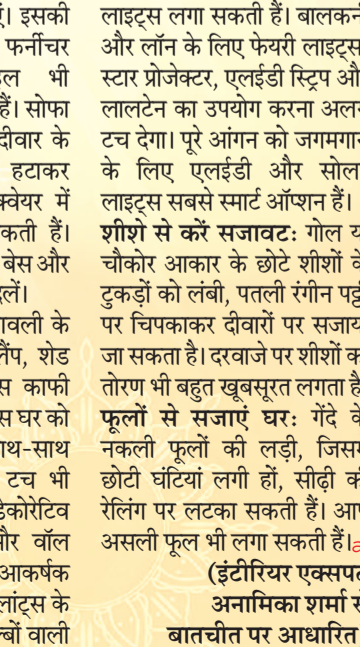 ं। इसकी
फर्नीचर
ल भी
हैं। सोफा
दीवार के
हटाकर
क्वेयर में
कती हैं।
बेस और
दलें।
ावली के
लैंप, शेड
स काफी
स घर को
ाथ-साथ
टच भी
डेकोरेटिव
और वॉल
आकर्षक
लांट्स के
ल्बों वाली
लाइट्स लगा सकती हैं। बालकनी
और लॉन के लिए फेयरी लाइट्स
स्टार प्रोजेक्टर, एलईडी स्ट्रिप औ
लालटेन का उपयोग करना अल
टच देगा। पूरे आंगन को जगमगान
के लिए एलईडी और सोल
लाइट्स सबसे स्मार्ट ऑप्शन हैं।
शीशे से करें सजावट: गोल य
चौकोर आकार के छोटे शीशों के
टुकड़ों को लंबी, पतली रंगीन पट्ट
पर चिपकाकर दीवारों पर सजाय
जा सकता है। दरवाजे पर शीशों क
तोरण भी बहुत खूबसूरत लगता है
फूलों से सजाएं घर: गेंदे के
नकली फूलों की लड़ी, जिसम
छोटी घंटियां लगी हों, सीढ़ी क
रेलिंग पर लटका सकती हैं। आप
असली फूल भी लगा सकती हैं।
(इंटीरियर एक्सपर्ट
अनामिका शर्मा से
बातचीत पर आधारित